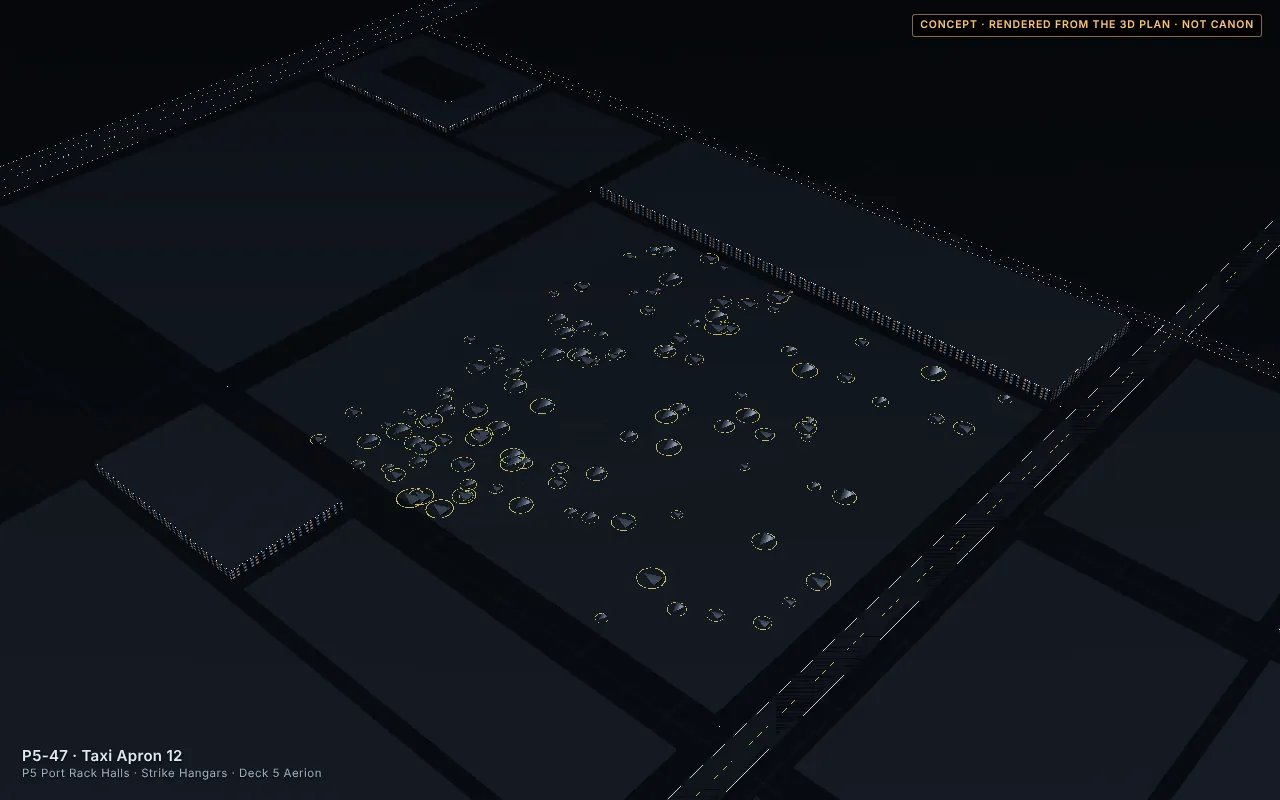 CONCEPT · RENDERED FROM THE 3D PLAN · NOT CANON
P5-47 · Taxi Apron 12
P5 Port Rack Halls · Strike Hangars · Deck 5 Aerion